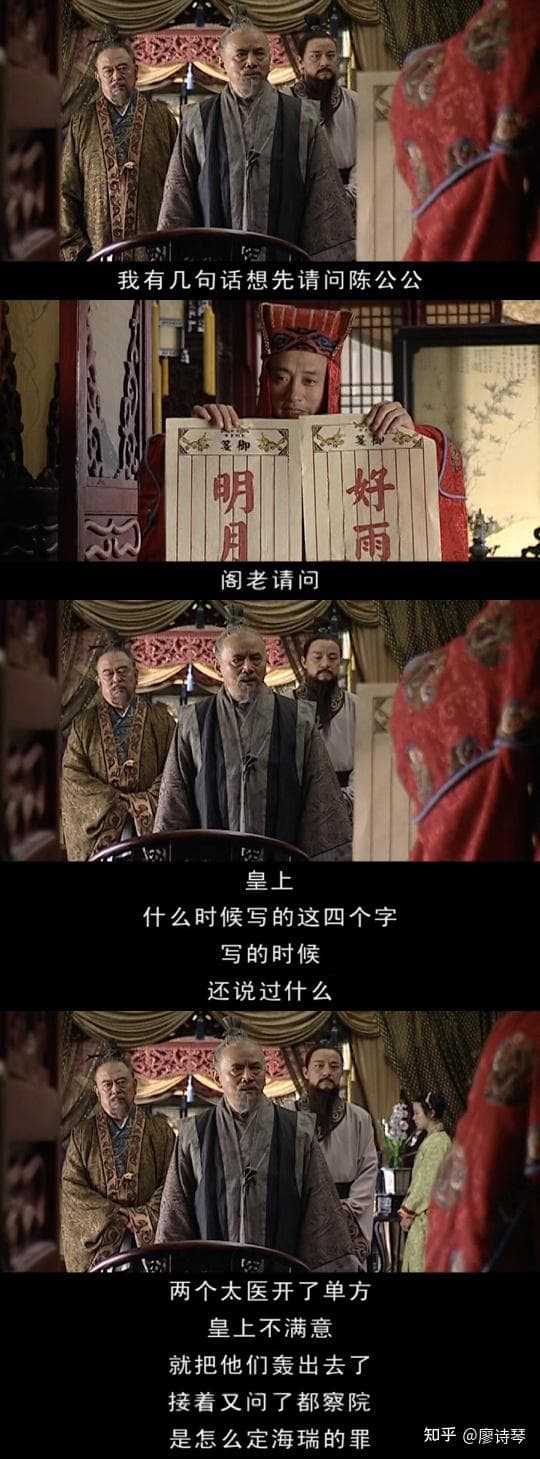 我有几句话想先请问陈公公
御笺
御笺
明月
好雨
阁老请问
皇上
什么时候写的这四个字
写的时候
还说过什么
两个太医开了单方
皇上不满意
就把他们轰出去了
接着又问了都察院
是怎么定海瑞的罪
知乎 @廖诗琴